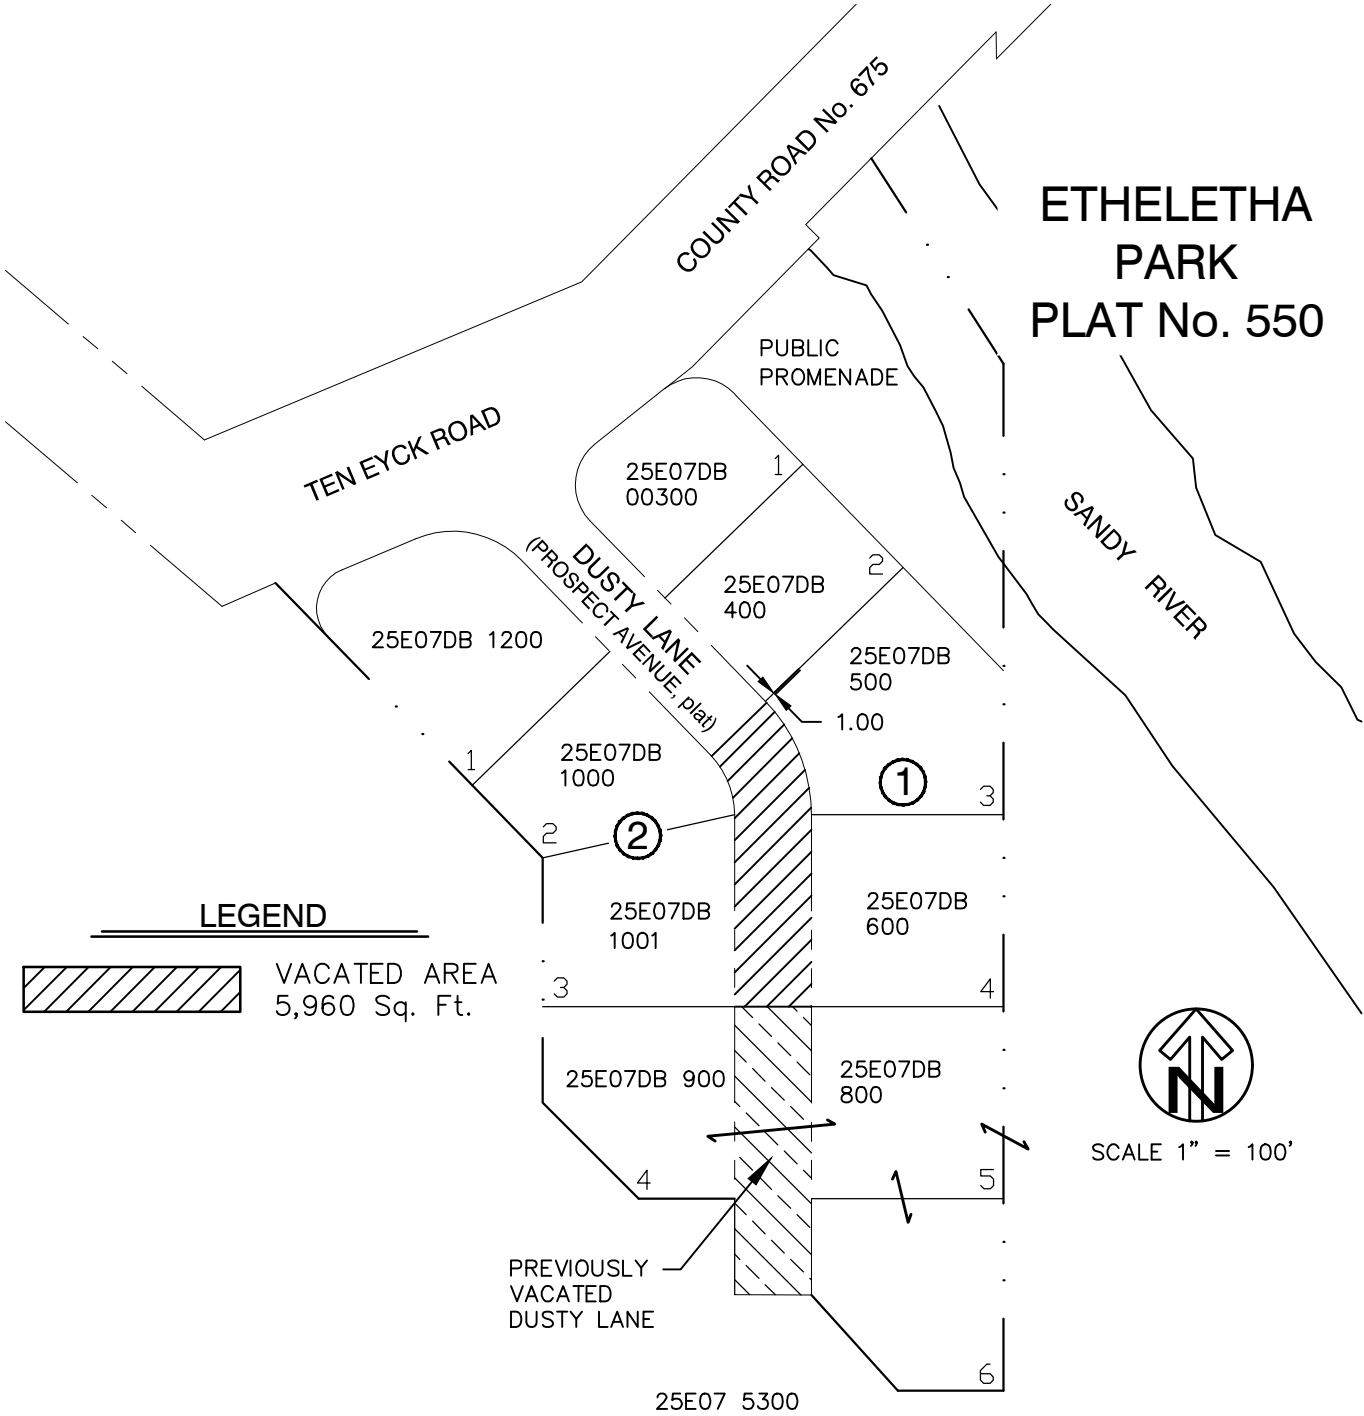 COUNTY ROAD No. 675
ETHELETHA
PARK
PLAT No. 550
PUBLIC
PROMENADE
TEN EYCK ROAD
25E07DB
00300
1
DUSTY LANE
(PROSPECT AVENUE, plat)
25E07DB
400
2
SANDY RIVER
25E07DB 1200
25E07DB
500
1.00
1
25E07DB
1000
1
3
2
2
LEGEND
VACATED AREA
5,960 Sq. Ft.
25E07DB
1001
3
25E07DB
600
4
25E07DB 900
25E07DB
800
N
SCALE 1" = 100'
4
5
PREVIOUSLY
VACATED
DUSTY LANE
6
25E07 5300